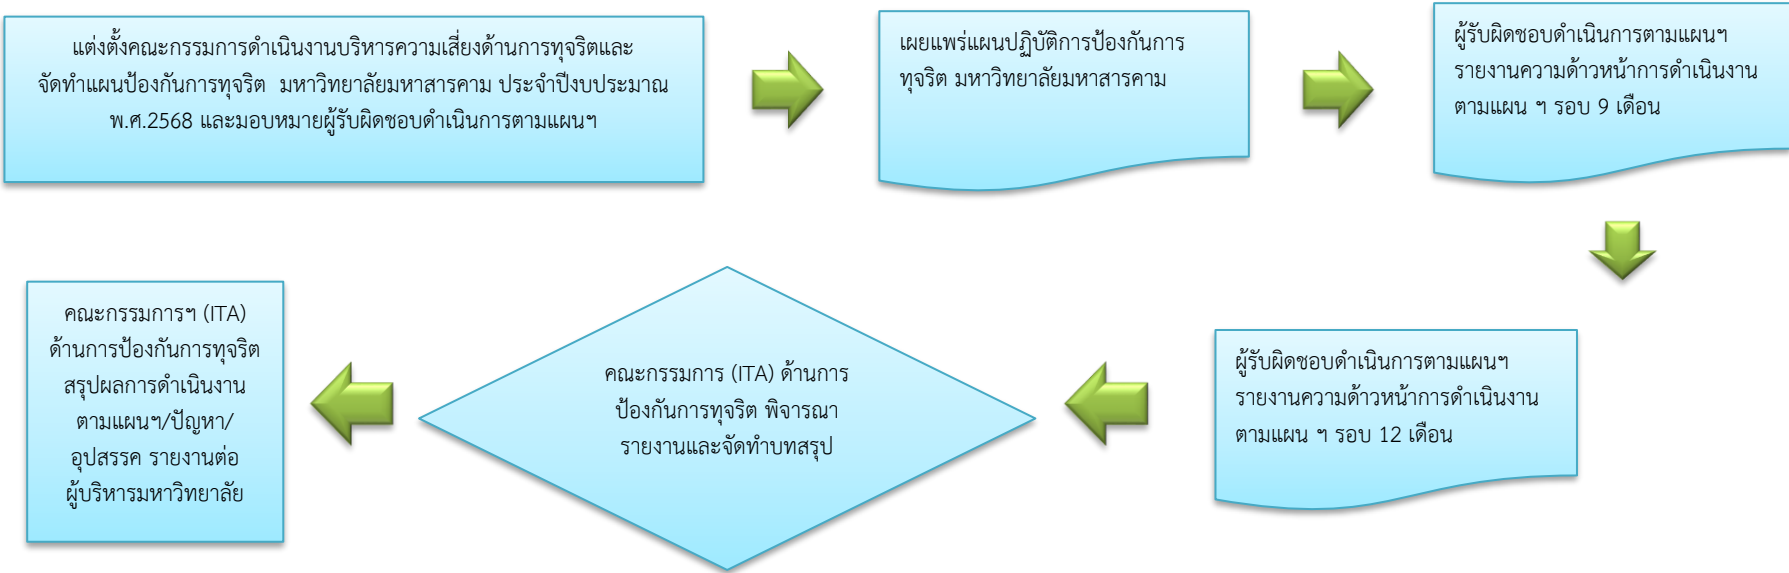 แต่งตั้งคณะกรรมการดำเนินงานบริหารความเสี่ยงด้านการทุจริตและ
จัดทำแผนป้องกันการทุจริต มหาวิทยาลัยมหาสารคาม ประจำปีงบประมาณ
พ.ศ.2568 และมอบหมายผู้รับผิดชอบดำเนินการตามแผนฯ
เผยแพร่แผนปฏิบัติการป้องกันการ
ทุจริต มหาวิทยาลัยมหาสารคาม
ผู้รับผิดชอบดำเนินการตามแผนฯ
รายงานความด้าวหน้าการดำเนินงาน
ตามแผน ฯ รอบ 9 เดือน
ผู้รับผิดชอบดำเนินการตามแผนฯ
รายงานความด้าวหน้าการดำเนินงาน
ตามแผน ฯ รอบ 12 เดือน
คณะกรรมการ (ITA) ด้านการ
ป้องกันการทุจริต พิจารณา
รายงานและจัดทำบทสรุป
คณะกรรมการฯ (ITA)
ด้านการป้องกันการทุจริต
สรุปผลการดำเนินงาน
ตามแผนฯ/ปัญหา/
อุปสรรค รายงานต่อ
ผู้บริหารมหาวิทยาลัย